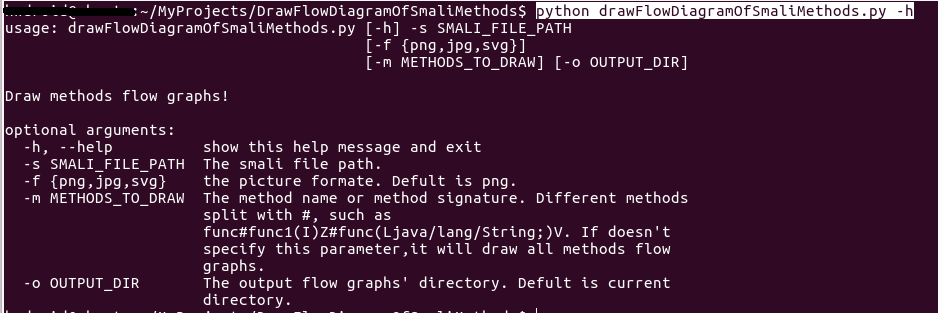 :~/MyProjects/DrawFlowDiagramOfSmaliMethods$ python drawFlowDiagramOfSmaliMethods.py -h
usage: drawFlowDiagramOfSmaliMethods.py [-h] -s SMALI_FILE_PATH
[-f {png,jpg,svg}]
[-m METHODS_TO_DRAW] [-o OUTPUT_DIR]
Draw methods flow graphs!
optional arguments:
-h, --help show this help message and exit
-s SMALI_FILE_PATH The smali file path.
-f {png,jpg,svg} the picture formate. Defult is png.
-m METHODS_TO_DRAW The method name or method signature. Different methods
split with #, such as
func#func1(I)Z#func(Ljava/lang/String;)V. If doesn't
specify this parameter,it will draw all methods flow
graphs.
-o OUTPUT_DIR The output flow graphs' directory. Defult is current
directory.